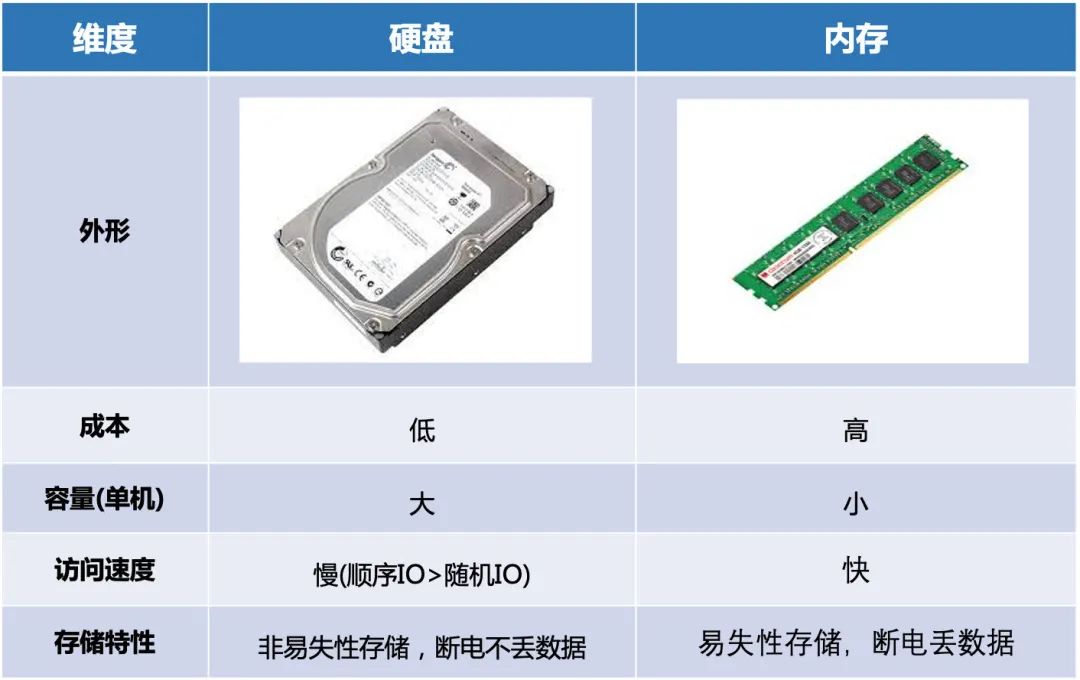 维度
硬盘
内存
外形
成本
低
高
容量(单机)
大
小
访问速度
慢(顺序IO>随机IO)
快
存储特性
非易失性存储，断电不丢数据
易失性存储，断电丢数据